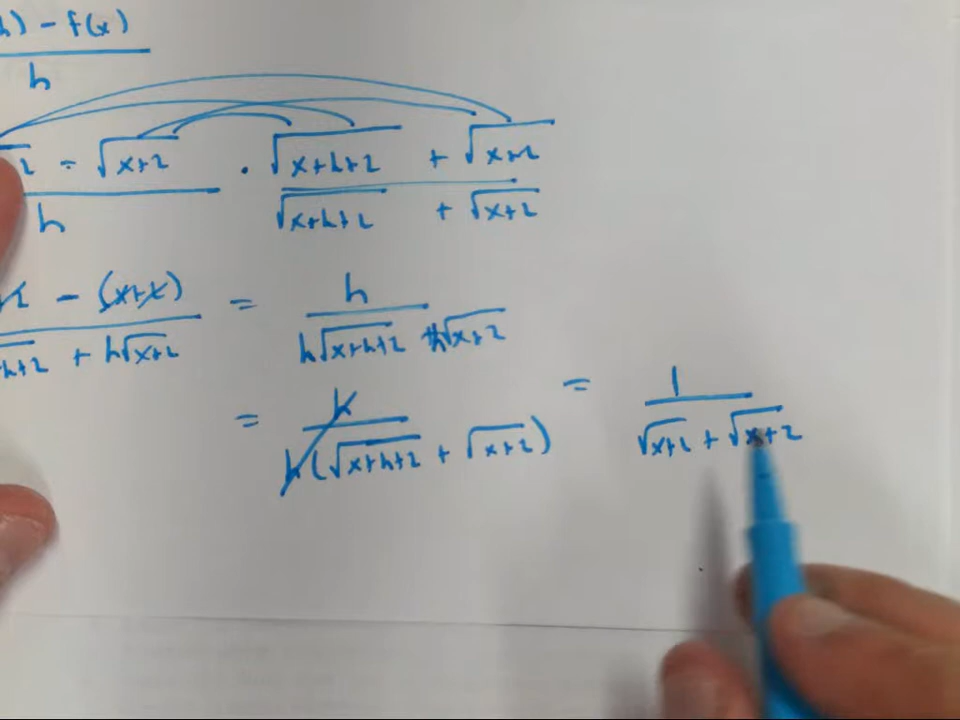 h) - f(x)
h
2 - √x+2 · √x+h+2 + √x+2
h √x+h+2 + √x+2
2 - (x+2) = h
h+2 + h√x+2 h√x+h+2 + h√x+2
= h = 1
h(√x+h+2 + √x+2) √x+2 + √x+2